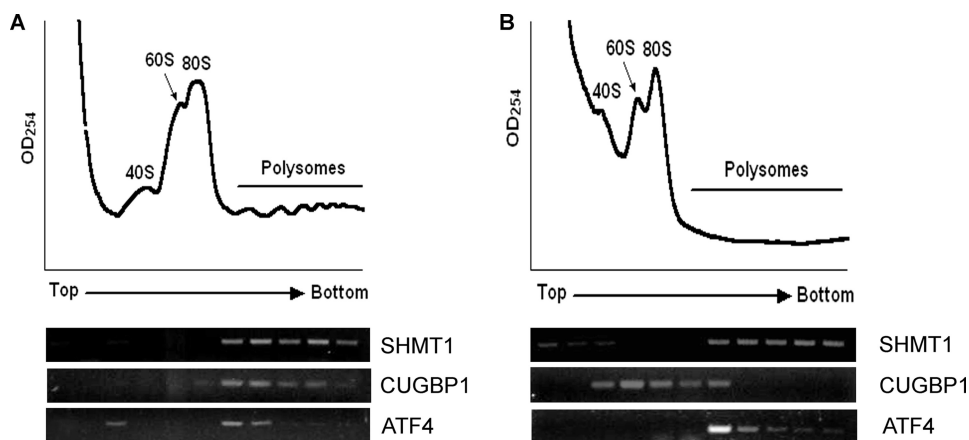 A
60S 80S
40S
OD254
Polysomes
Top
Bottom
SHMT1
CUGBP1
ATF4
B
60S 80S
40S
OD254
Polysomes
Top
Bottom
SHMT1
CUGBP1
ATF4